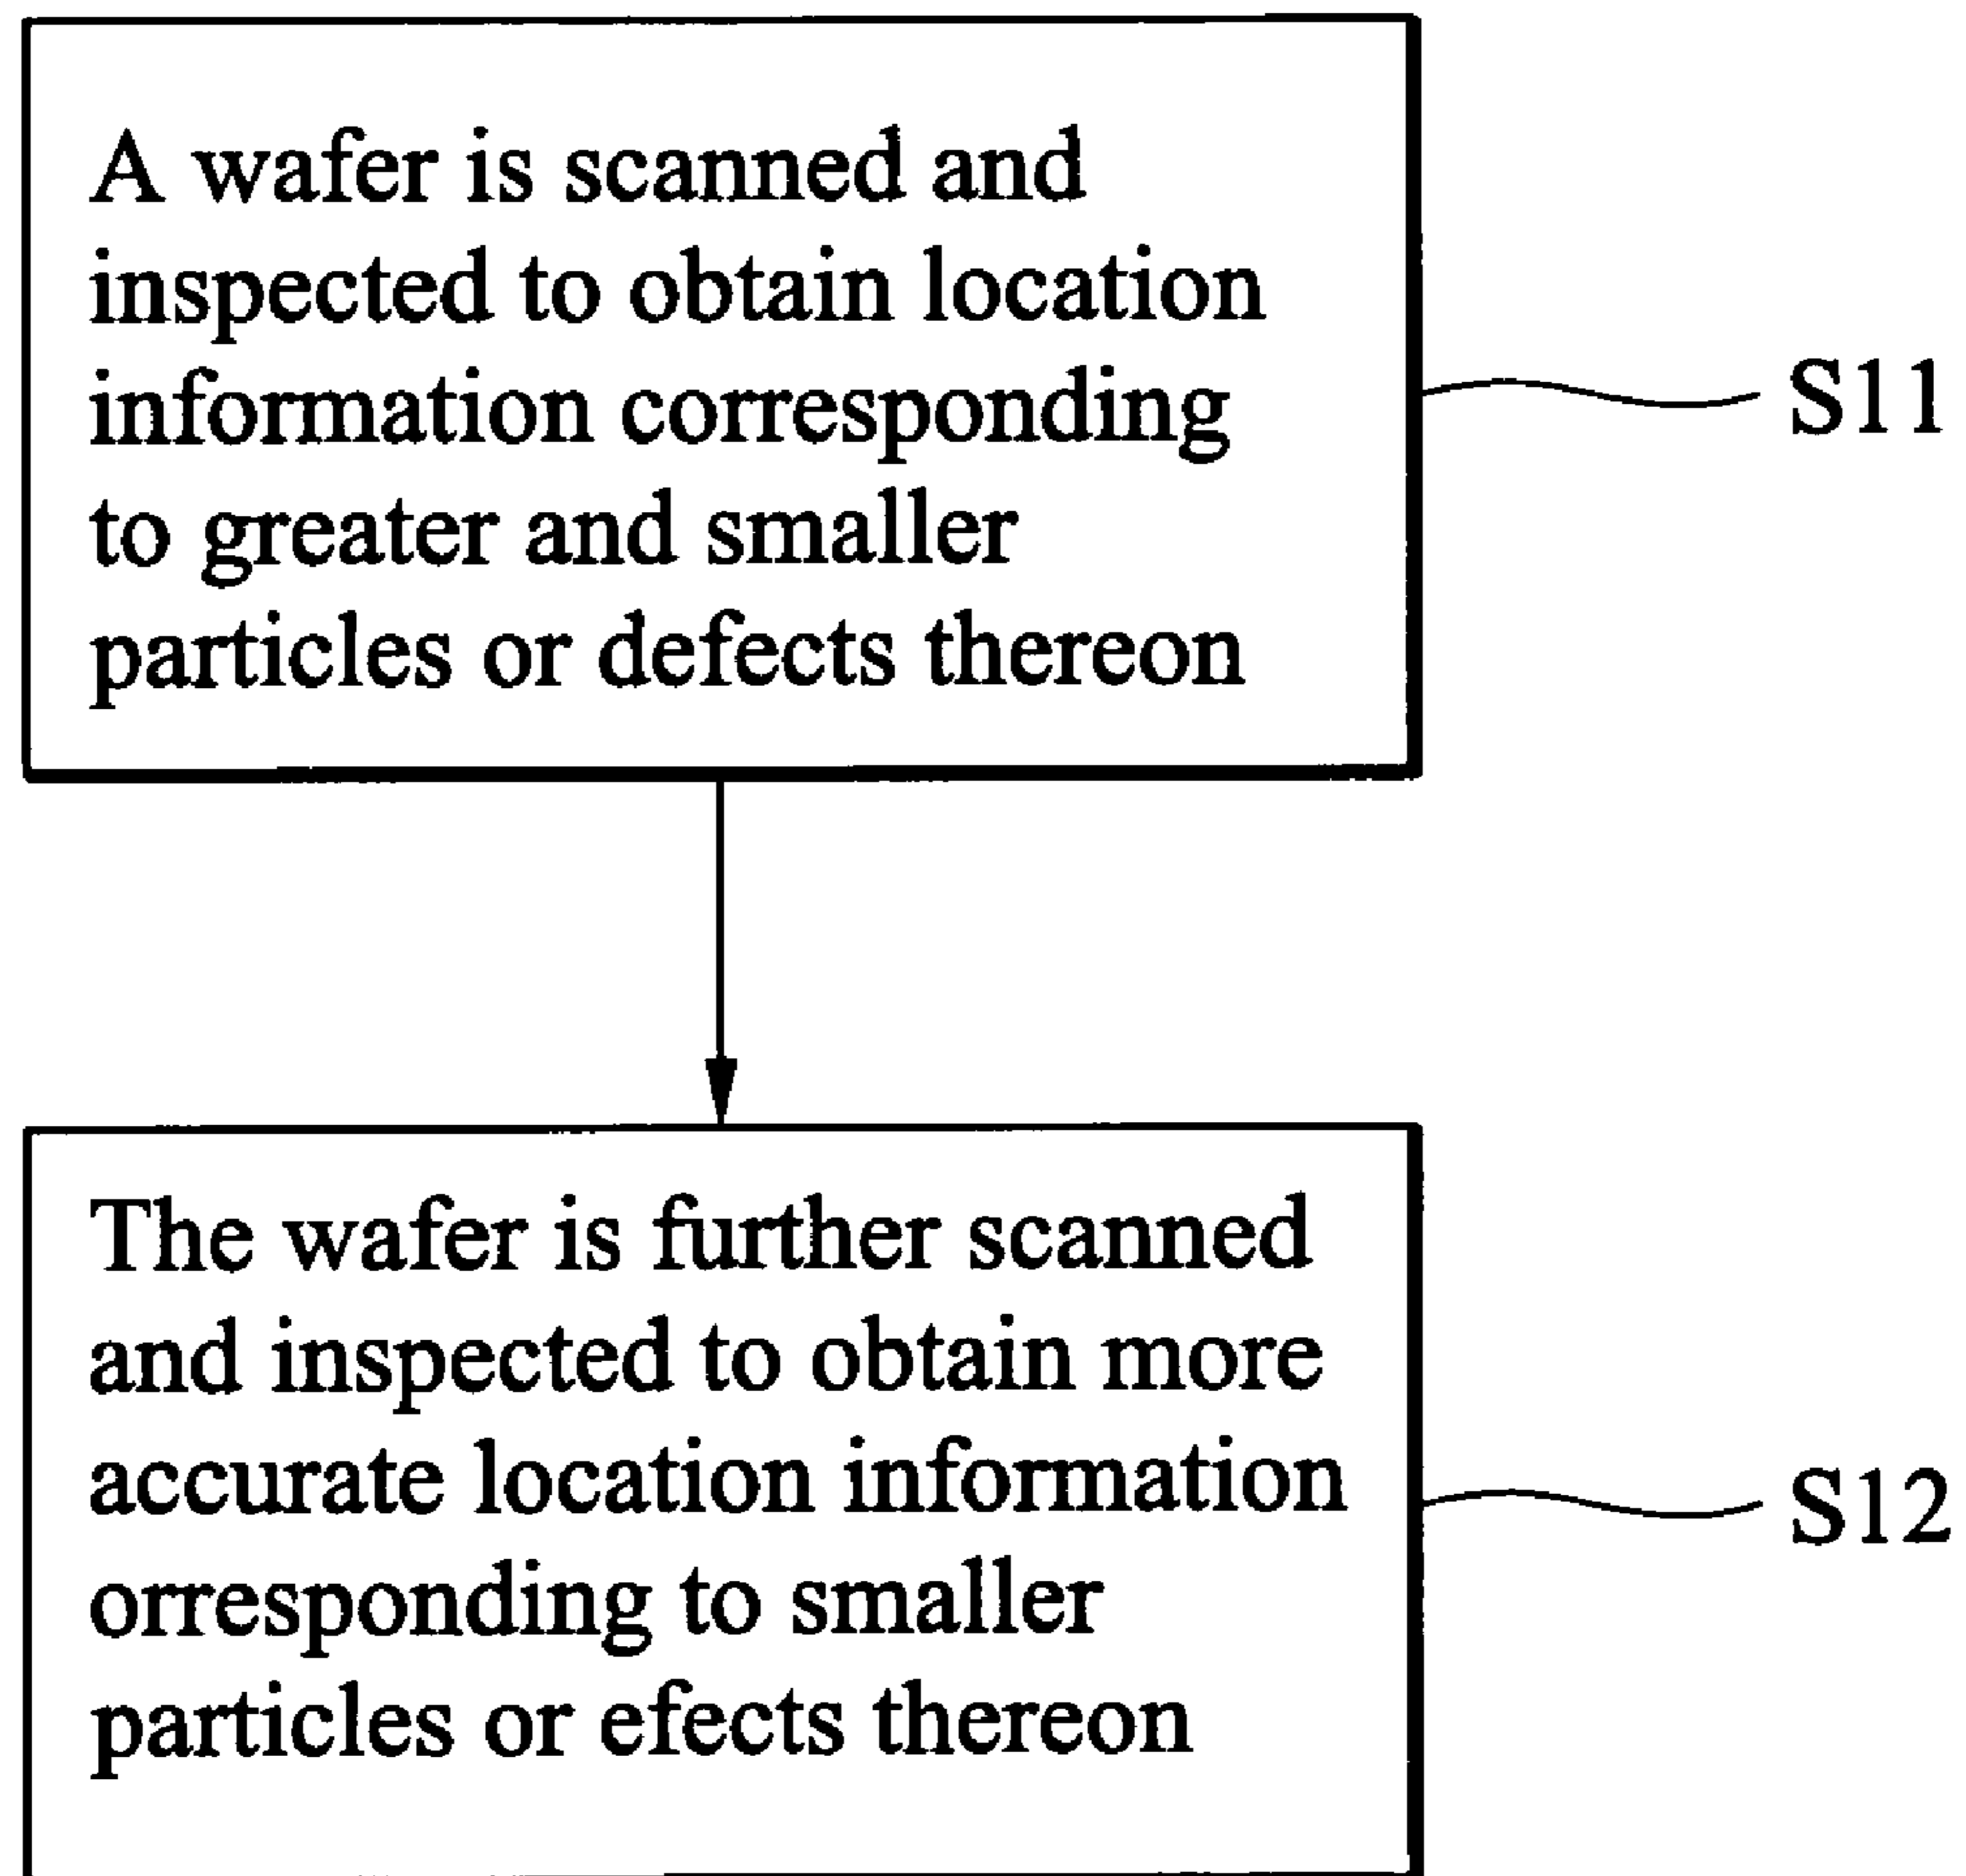 A wafer is scanned and
inspected to obtain location
information corresponding
to greater and smaller
particles or defects thereon
S11
The wafer is further scanned
and inspected to obtain more
accurate location information
orresponding to smaller
particles or efects thereon
S12